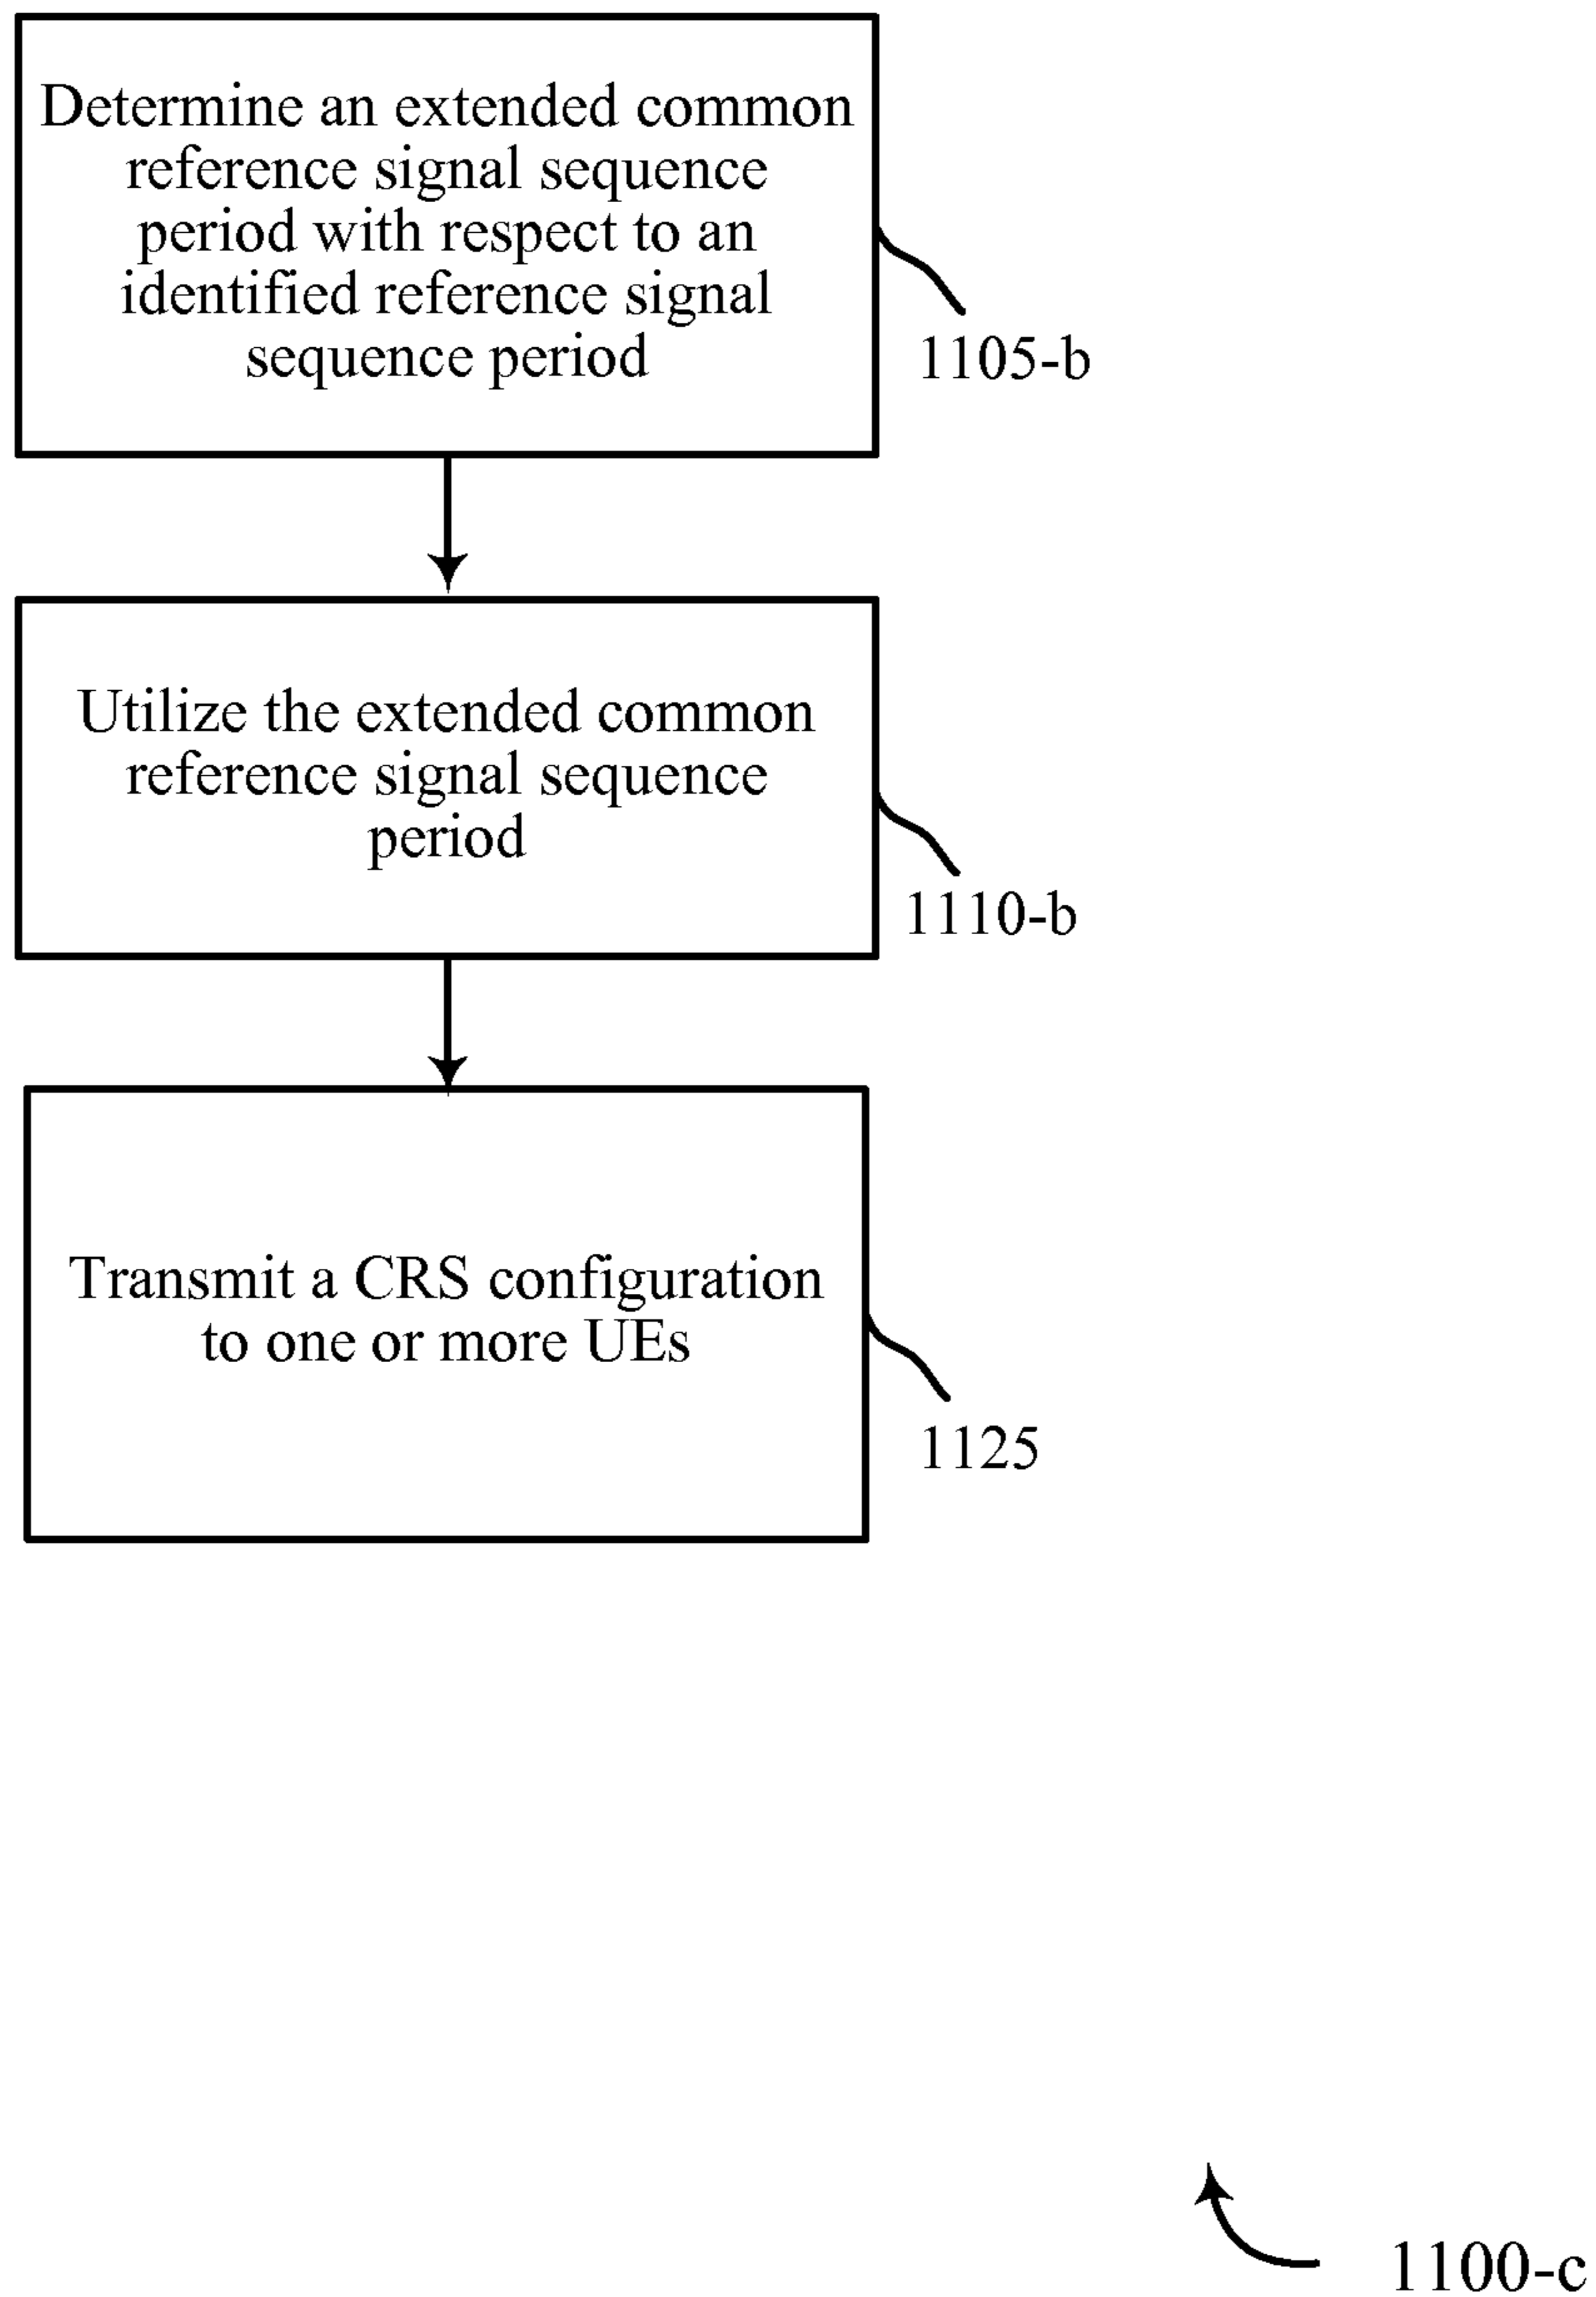 Determine an extended common
reference signal sequence
period with respect to an
identified reference signal
sequence period
1105-b
Utilize the extended common
reference signal sequence
period
1110-b
Transmit a CRS configuration
to one or more UEs
1125
1100-c